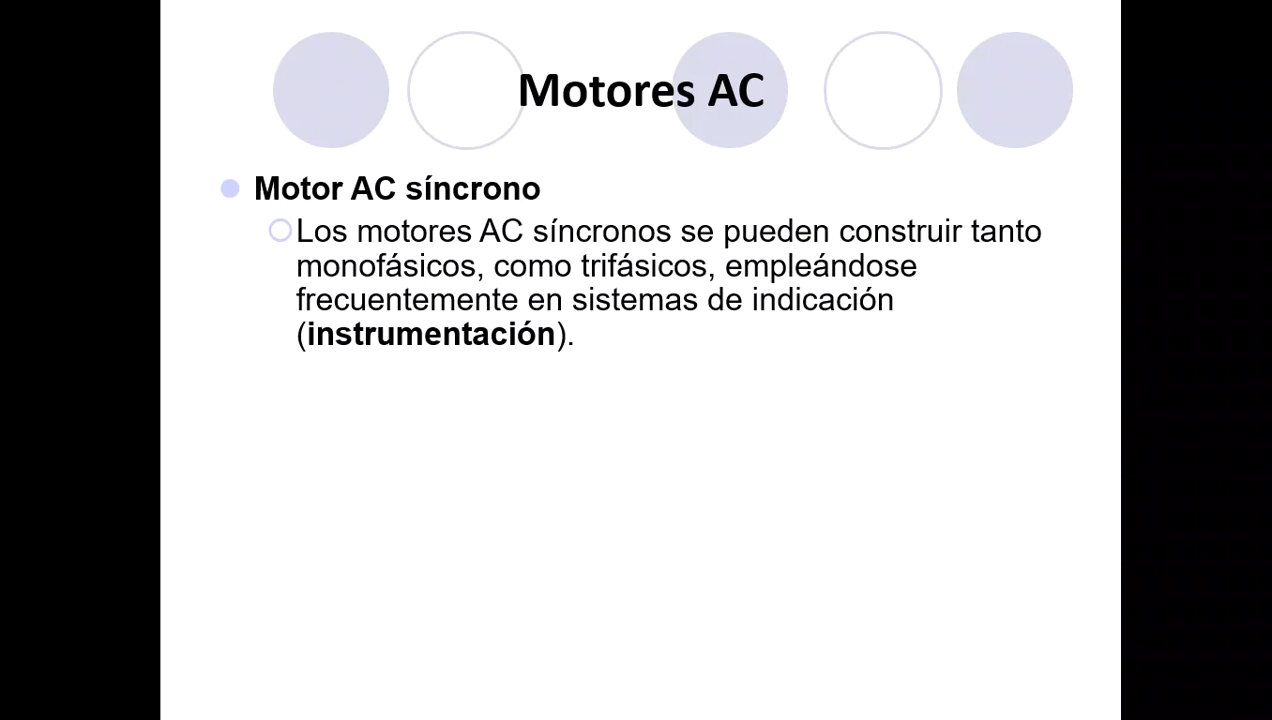 Motores AC
Motor AC síncrono
Los motores AC síncronos se pueden construir tanto
monofásicos, como trifásicos, empleándose
frecuentemente en sistemas de indicación
(instrumentación).